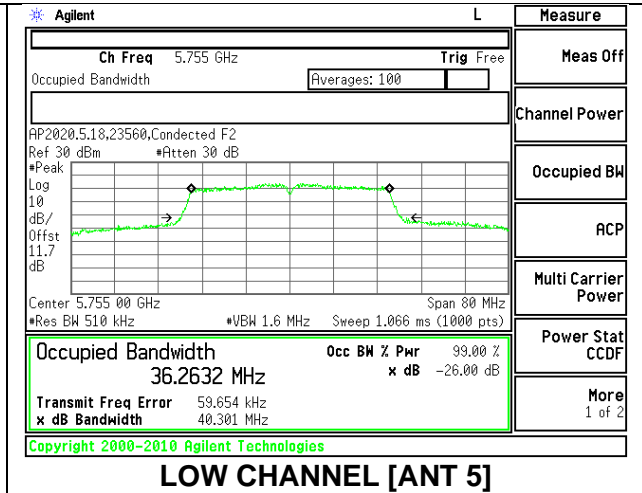 Agilent L Measure
Ch Freq 5.755 GHz Trig Free Meas Off
Occupied Bandwidth Averages: 100
Channel Power
AP2020.5.18,23560,Condected F2
Ref 30 dBm #Atten 30 dB
#Peak
Log
10
dB/
Offst
11.7
dB
Occupied BW
ACP
Multi Carrier
Power
Center 5.755 00 GHz Span 80 MHz
#Res BW 510 kHz #VBW 1.6 MHz Sweep 1.066 ms (1000 pts)
Power Stat
CCDF
Occupied Bandwidth Occ BW % Pwr 99.00 %
36.2632 MHz x dB -26.00 dB
Transmit Freq Error 59.654 kHz
x dB Bandwidth 40.301 MHz
More
1 of 2
Copyright 2000-2010 Agilent Technologies
LOW CHANNEL [ANT 5]